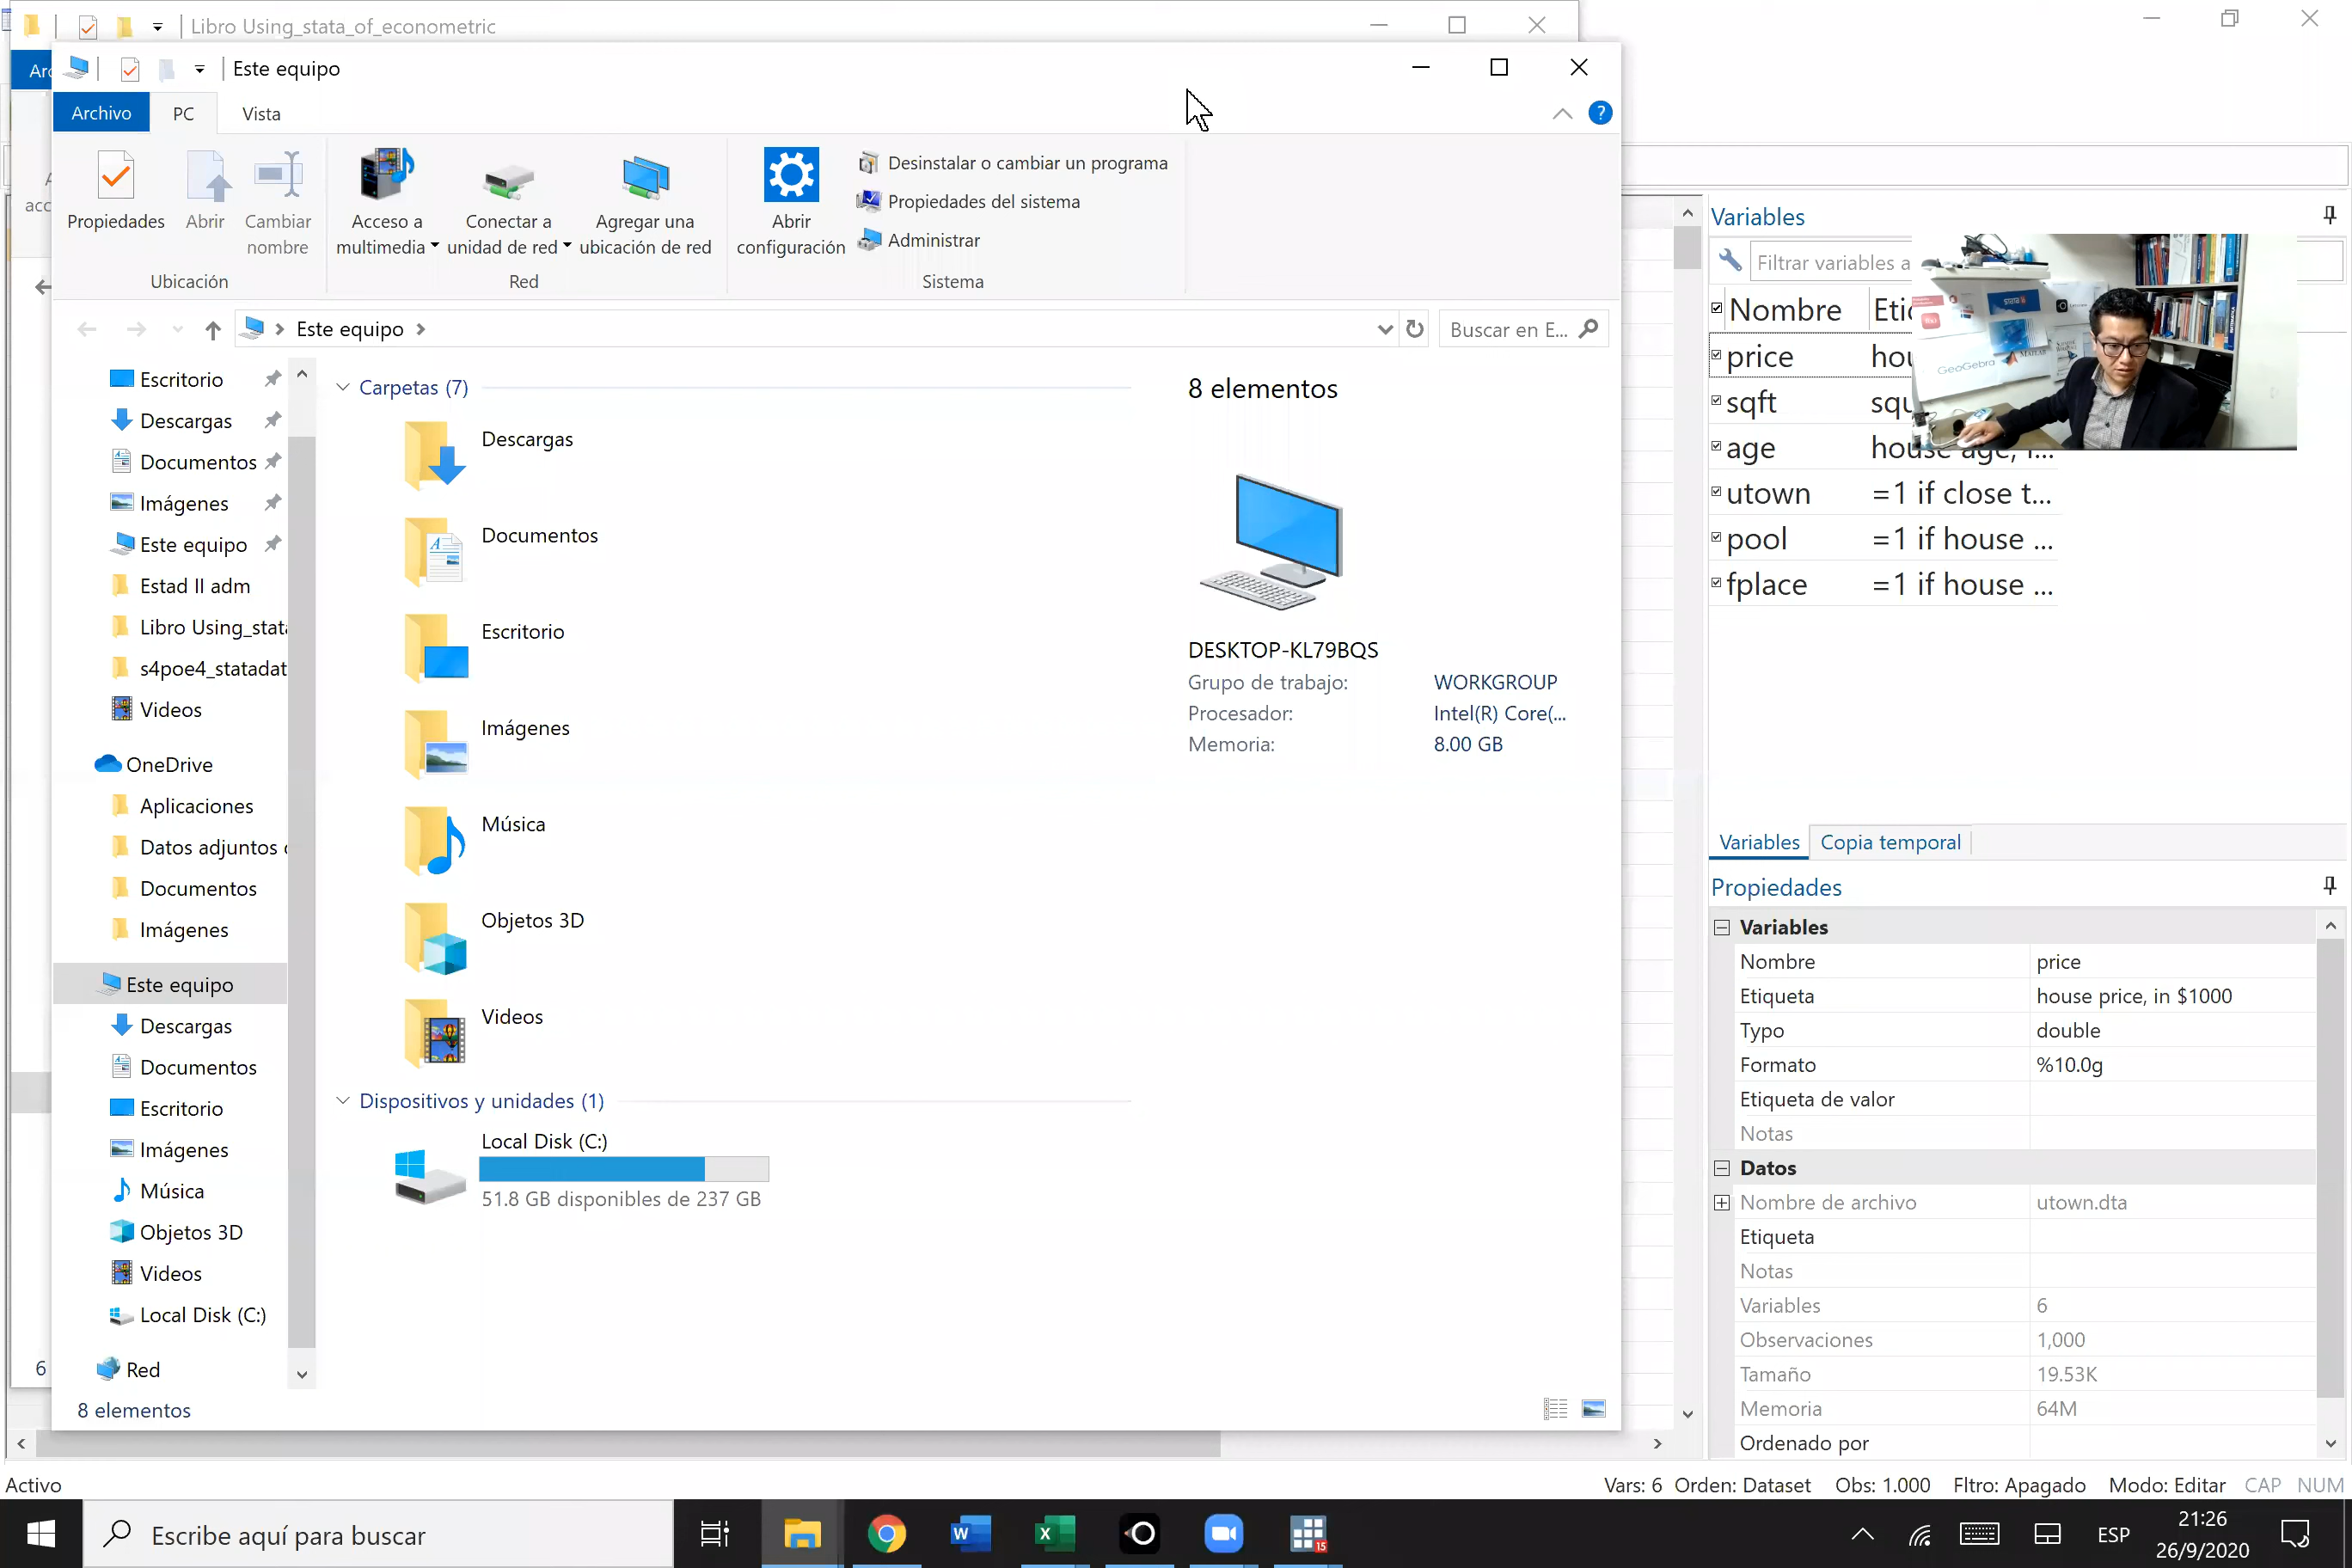 Libro Using_stata_of_econometric
Este equipo
Archivo
PC
Vista
Propiedades
Abrir
Cambiar
nombre
Ubicación
Acceso a
multimedia
Conectar a
unidad de red
Agregar una
ubicación de red
Red
Abrir
configuración
Desinstalar o cambiar un programa
Propiedades del sistema
Administrar
Sistema
Este equipo
Buscar en E...
Escritorio
Descargas
Documentos
Imágenes
Este equipo
Estad II adm
Libro Using_stat
s4poe4_statadat
Videos
OneDrive
Aplicaciones
Datos adjuntos
Documentos
Imágenes
Este equipo
Descargas
Documentos
Escritorio
Imágenes
Música
Objetos 3D
Videos
Local Disk (C:)
Red
8 elementos
Carpetas (7)
Descargas
Documentos
Escritorio
Imágenes
Música
Objetos 3D
Videos
Dispositivos y unidades (1)
Local Disk (C:)
51.8 GB disponibles de 237 GB
8 elementos
DESKTOP-KL79BQS
Grupo de trabajo: WORKGROUP
Procesador: Intel(R) Core(...
Memoria: 8.00 GB
Variables
Filtrar variables a
Nombre Etic
price hou
sqft squ
age house age, i...
utown =1 if close t...
pool =1 if house ...
fplace =1 if house ...
GeoGebra
MATLAB
STATA
Variables Copia temporal
Propiedades
Variables
Nombre price
Etiqueta house price, in $1000
Typo double
Formato %10.0g
Etiqueta de valor
Notas
Datos
Nombre de archivo utown.dta
Etiqueta
Notas
Variables 6
Observaciones 1,000
Tamaño 19.53K
Memoria 64M
Ordenado por
Activo
Vars: 6 Orden: Dataset Obs: 1.000 Fltro: Apagado Modo: Editar CAP NUM
Escribe aquí para buscar
15
ESP
21:26
26/9/2020